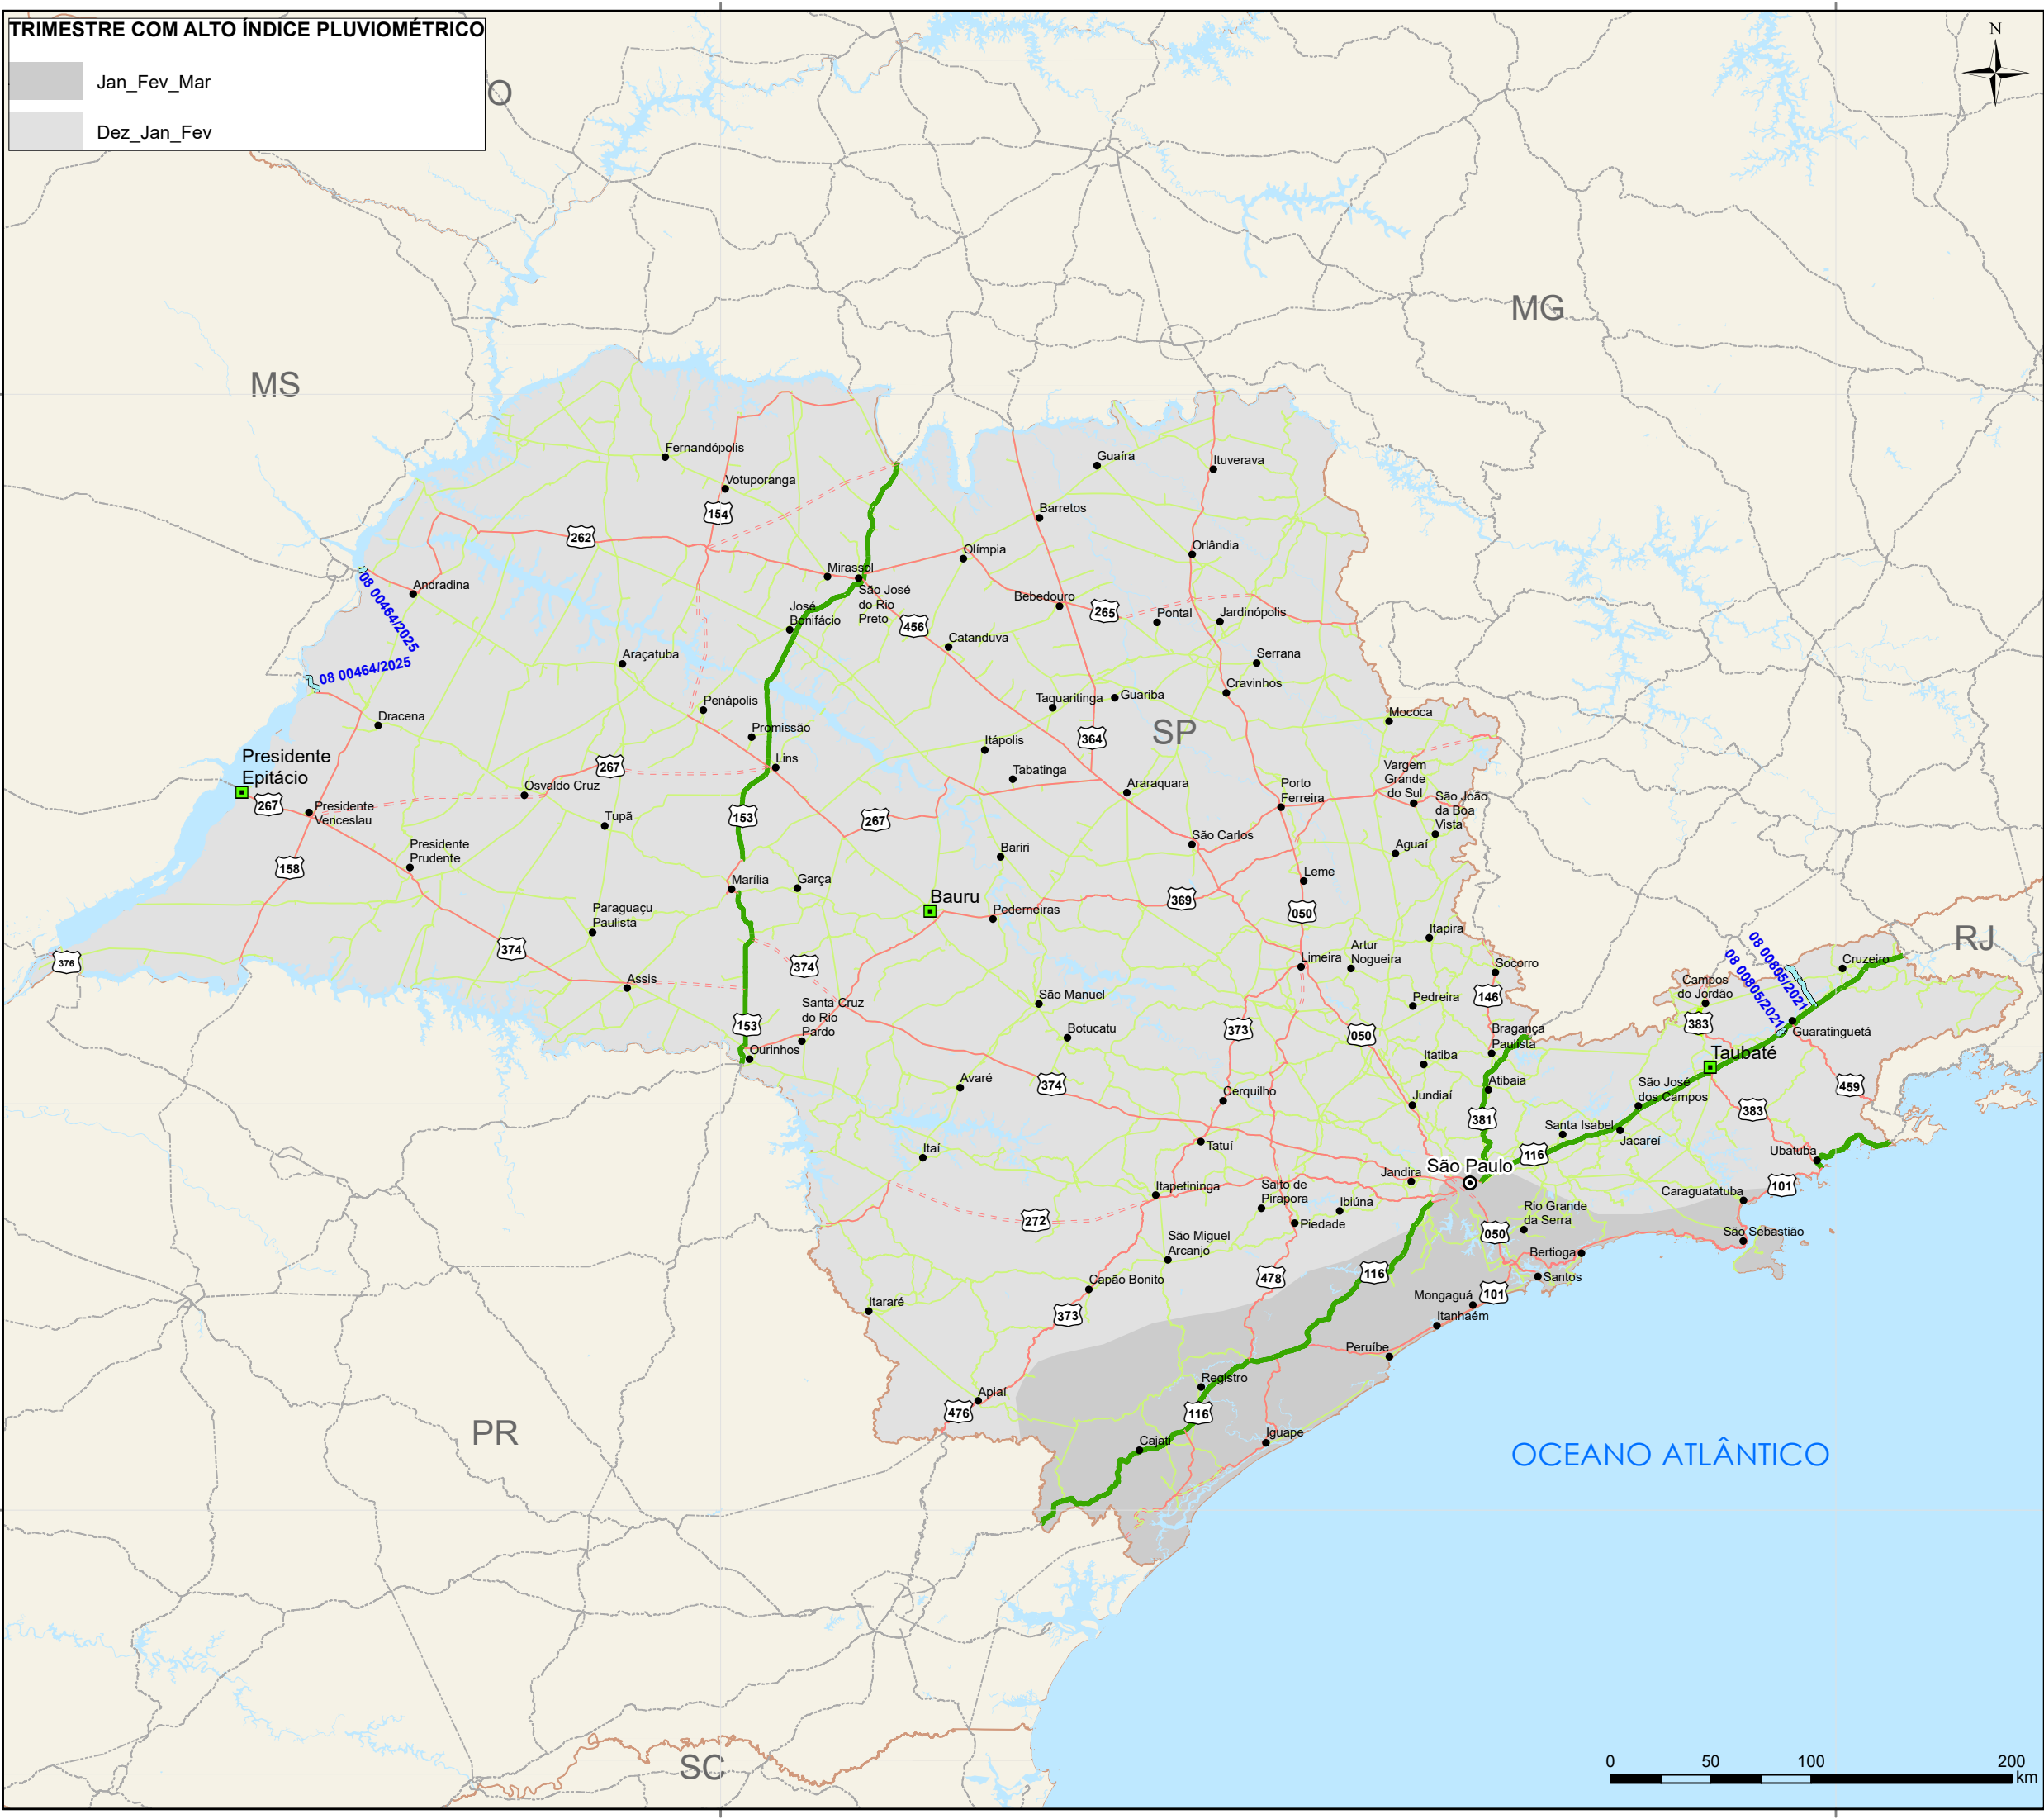 TRIMESTRE COM ALTO ÍNDICE PLUVIOMÉTRICO
Jan_Fev_Mar
Dez_Jan_Fev
O
N
MG
MS
Fernandópolis
Votuporanga
154
262
Guaíra
Ituverava
Barretos
Olímpia
Orlândia
Mirassol
São José
do Rio
Preto
José
Bonifácio
Andradina
08 00464/2025
08 00464/2025
Bebedouro
265
Pontal
Jardinópolis
456
Catanduva
Araçatuba
Serrana
Cravinhos
Penápolis
Taquaritinga
Guariba
Dracena
Promissão
SP
Mococa
364
Itápolis
Presidente
Epitácio
Lins
267
267
Osvaldo Cruz
Tabatinga
Araraquara
Porto
Ferreira
Vargem
Grande
do Sul
São João
da Boa
Vista
Presidente
Venceslau
Tupã
153
267
São Carlos
Aguaí
Presidente
Prudente
158
Bariri
Marília
Garça
Leme
Bauru
369
050
Pederneiras
Paraguaçu
Paulista
374
376
374
Itapira
Artur
Nogueira
Limeira
Socorro
RJ
Cruzeiro
08 00805/2021
08 00805/2021
Campos
do Jordão
383
Guaratinguetá
Assis
Santa Cruz
do Rio
Pardo
São Manuel
Pedreira
146
153
Botucatu
373
050
Bragança
Paulista
Ourinhos
Itatiba
Taubaté
Avaré
374
Cerquilho
Jundiaí
Atibaia
São José
dos Campos
459
383
381
Tatuí
Itaí
Santa Isabel
Jacareí
116
Ubatuba
São Paulo
Jandira
Itapetininga
Salto de
Pirapora
Ibiúna
Piedade
101
Caraguatatuba
Rio Grande
da Serra
272
São Miguel
Arcanjo
050
São Sebastião
Bertioga
Capão Bonito
478
116
Santos
Itararé
373
Mongaguá
101
Itanhaém
Peruíbe
Registro
Apiaí
476
116
Cajati
Iguape
PR
OCEANO ATLÂNTICO
SC
0 50 100 200
km